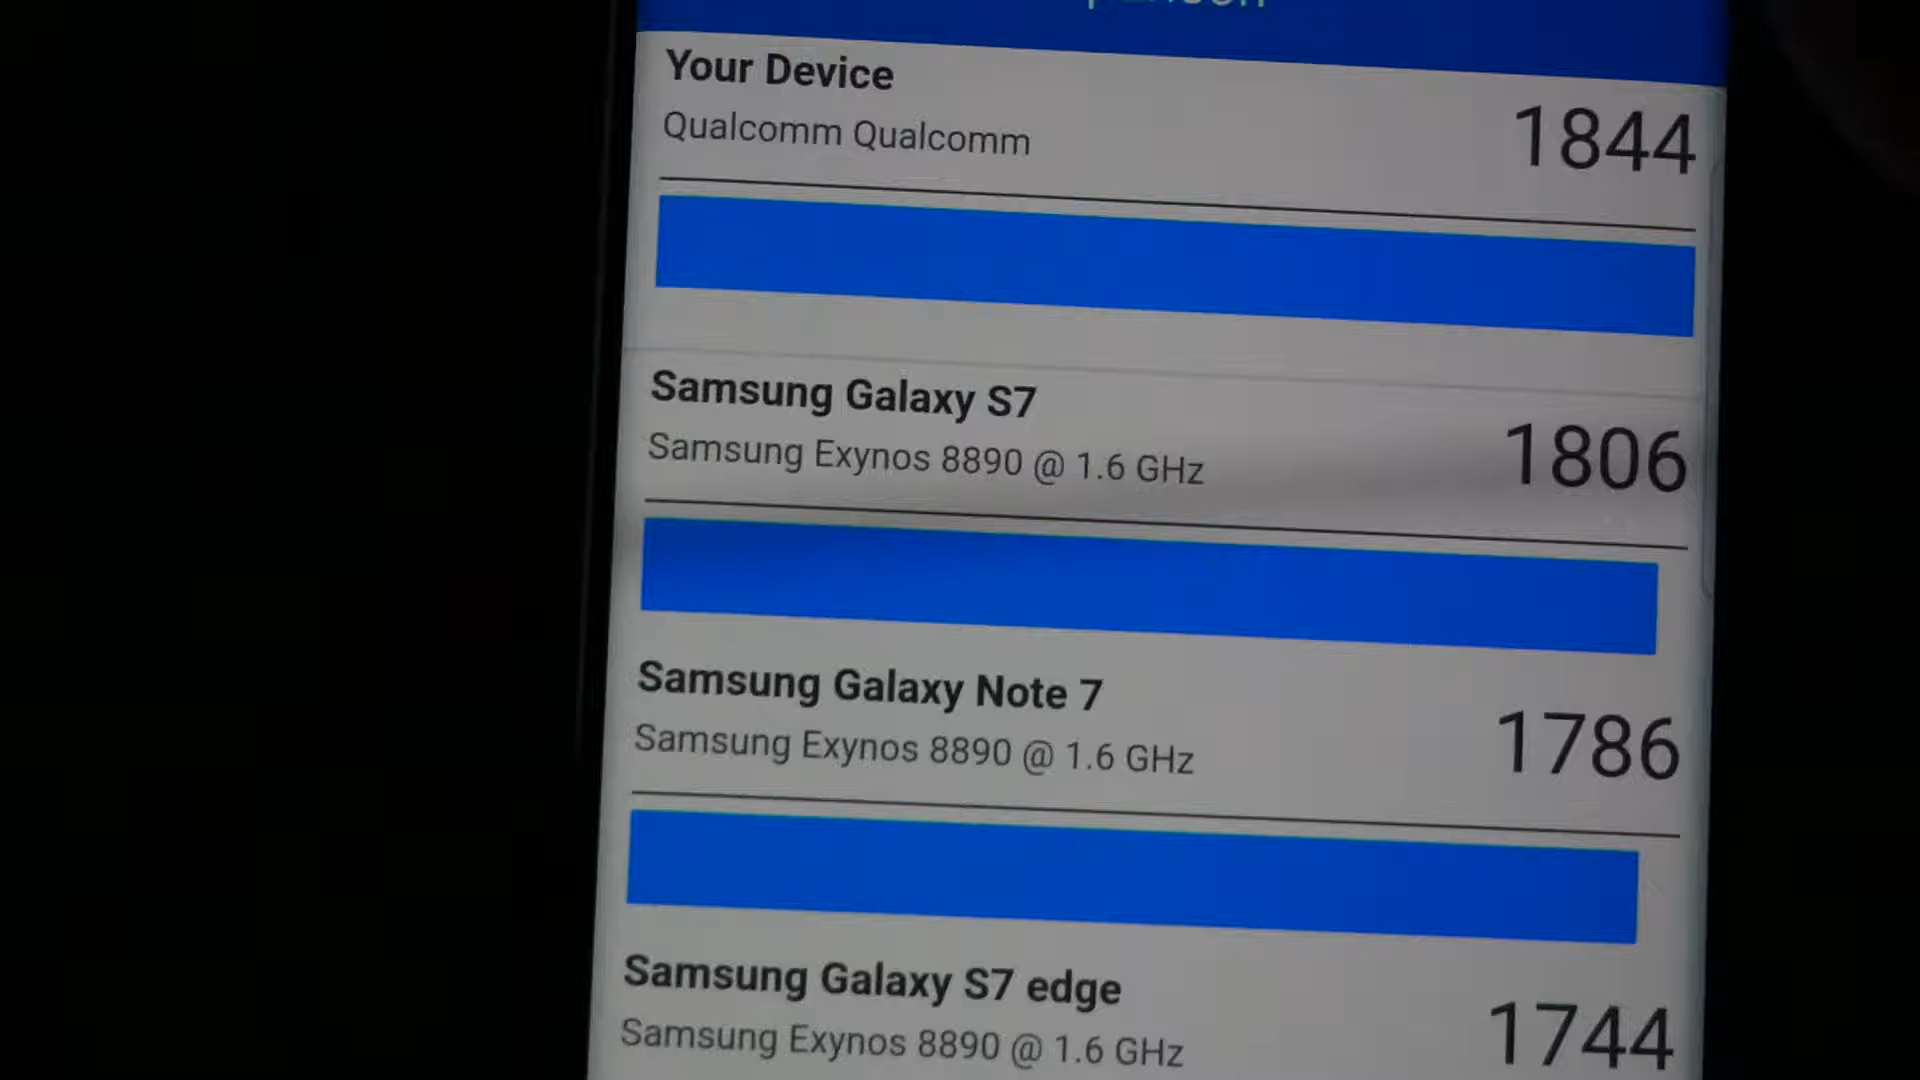 Your Device
Qualcomm Qualcomm
1844
Samsung Galaxy S7
Samsung Exynos 8890 @ 1.6 GHz
1806
Samsung Galaxy Note 7
Samsung Exynos 8890 @ 1.6 GHz
1786
Samsung Galaxy S7 edge
Samsung Exynos 8890 @ 1.6 GHz
1744